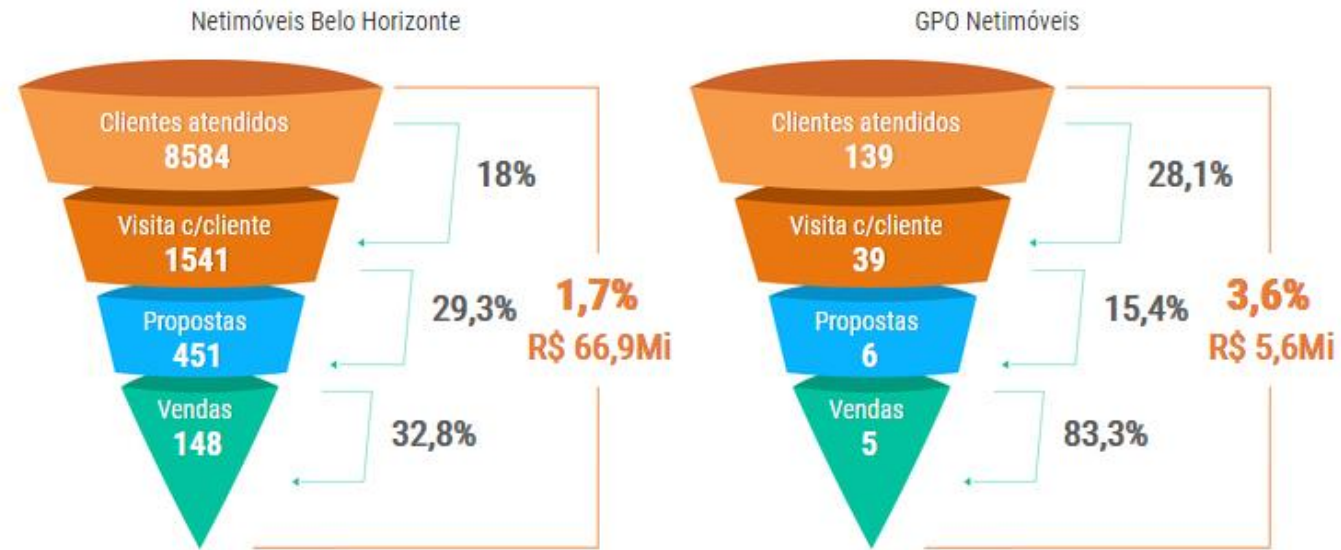 Netimóveis Belo Horizonte
Clientes atendidos
8584
18%
Visita c/cliente
1541
29,3%
1,7%
R$ 66,9Mi
Propostas
451
32,8%
Vendas
148
GPO Netimóveis
Clientes atendidos
139
28,1%
Visita c/cliente
39
15,4%
3,6%
R$ 5,6Mi
Propostas
6
83,3%
Vendas
5